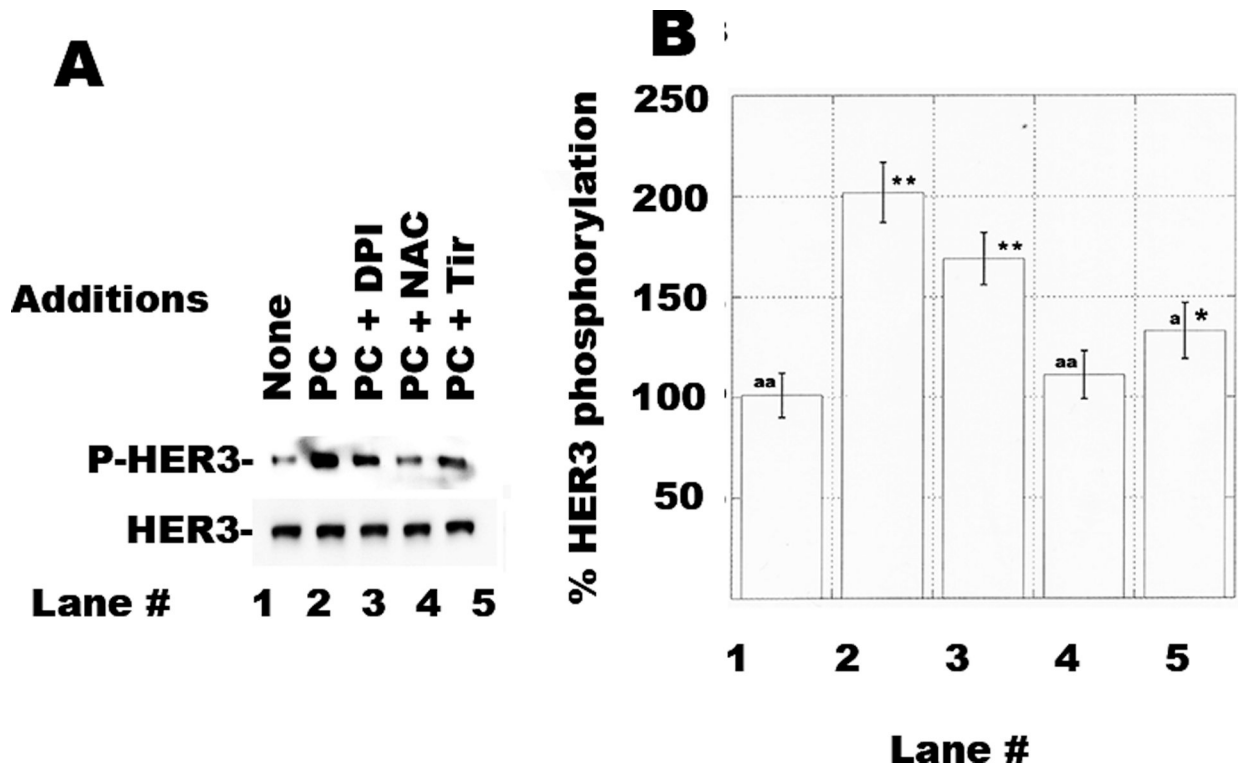 A
Additions
None
PC
PC + DPI
PC + NAC
PC + Tir
P-HER3-
HER3-
Lane # 1 2 3 4 5
B
% HER3 phosphorylation
250
200
150
100
50
aa
**
**
aa
a *
1 2 3 4 5
Lane #